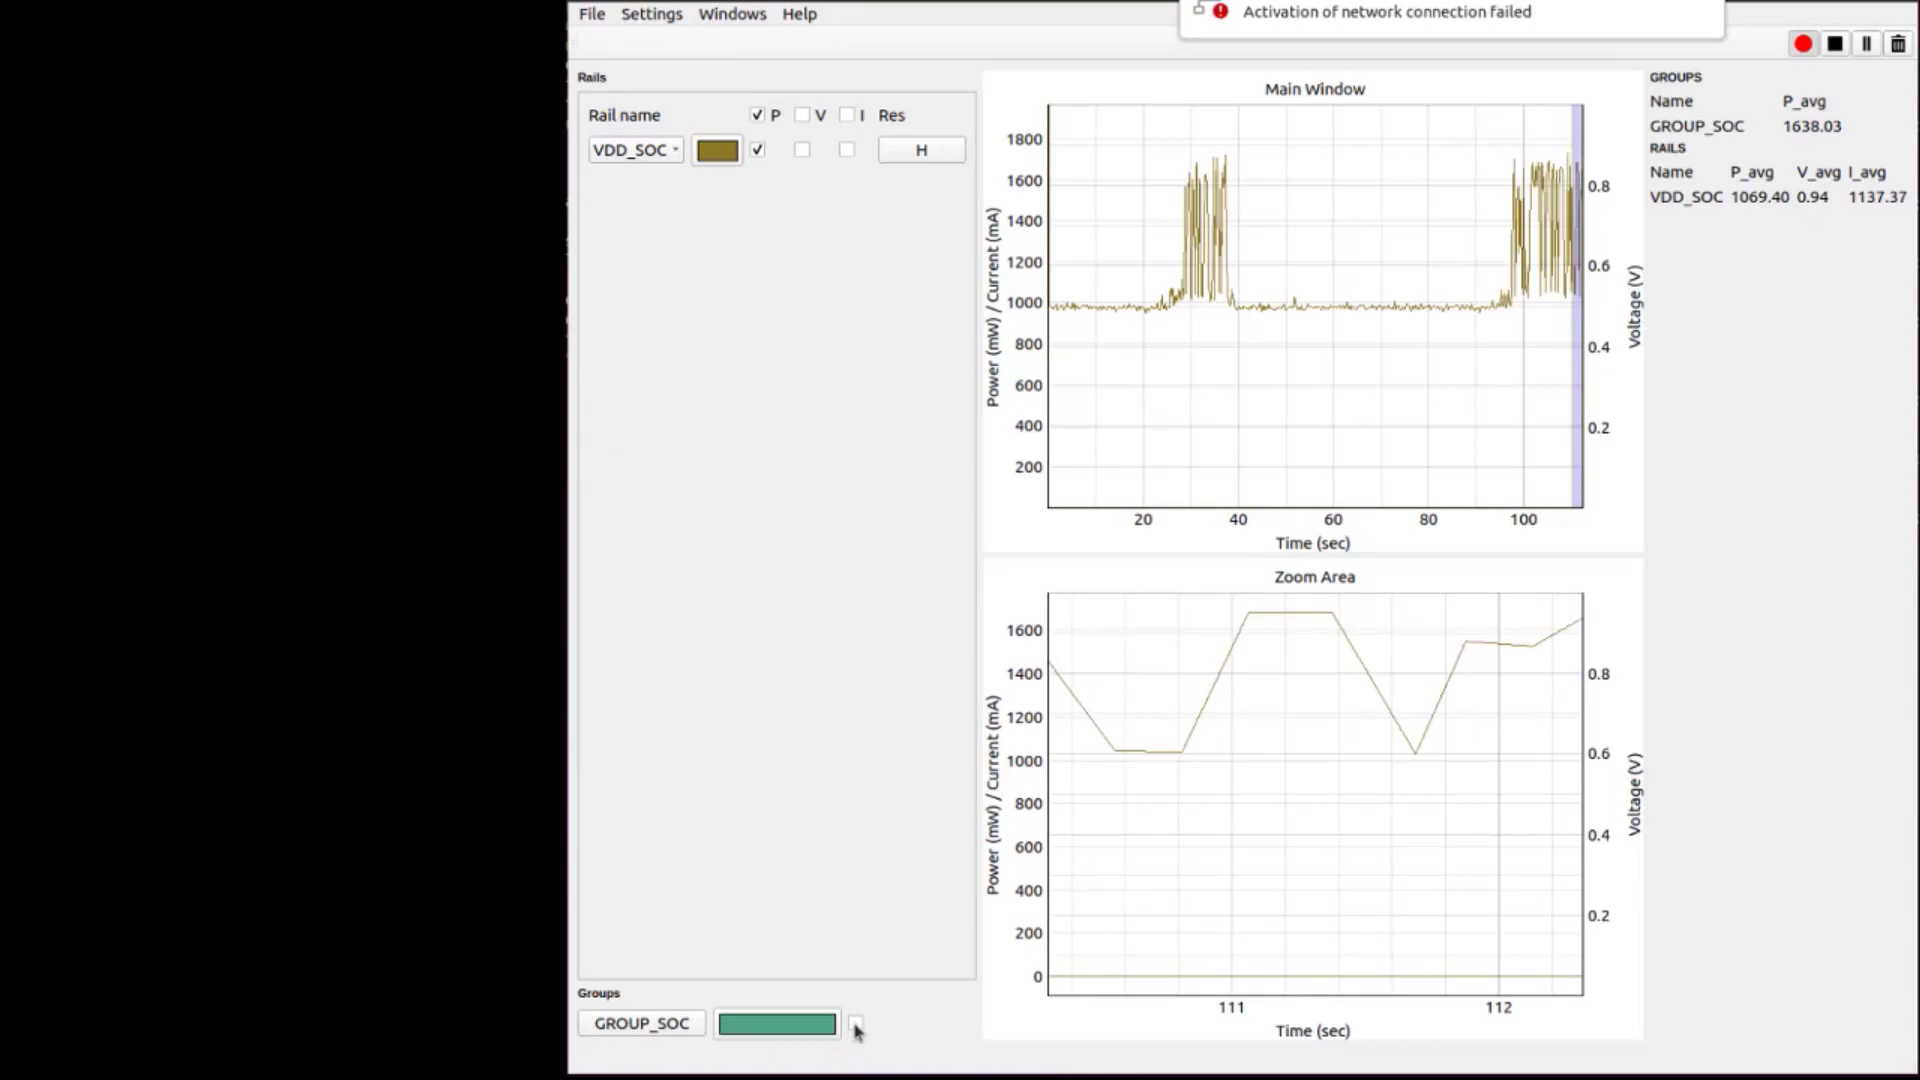 File Settings Windows Help
Activation of network connection failed
Rails
Rail name P V I Res
VDD_SOC H
Main Window
1800
1600
1400
1200
1000
800
600
400
200
Power (mW) / Current (mA)
0.8
0.6
0.4
0.2
Voltage (V)
20 40 60 80 100
Time (sec)
Zoom Area
1600
1400
1200
1000
800
600
400
200
0
Power (mW) / Current (mA)
0.8
0.6
0.4
0.2
Voltage (V)
111 112
Time (sec)
GROUPS
Name P_avg
GROUP_SOC 1638.03
RAILS
Name P_avg V_avg I_avg
VDD_SOC 1069.40 0.94 1137.37
Groups
GROUP_SOC